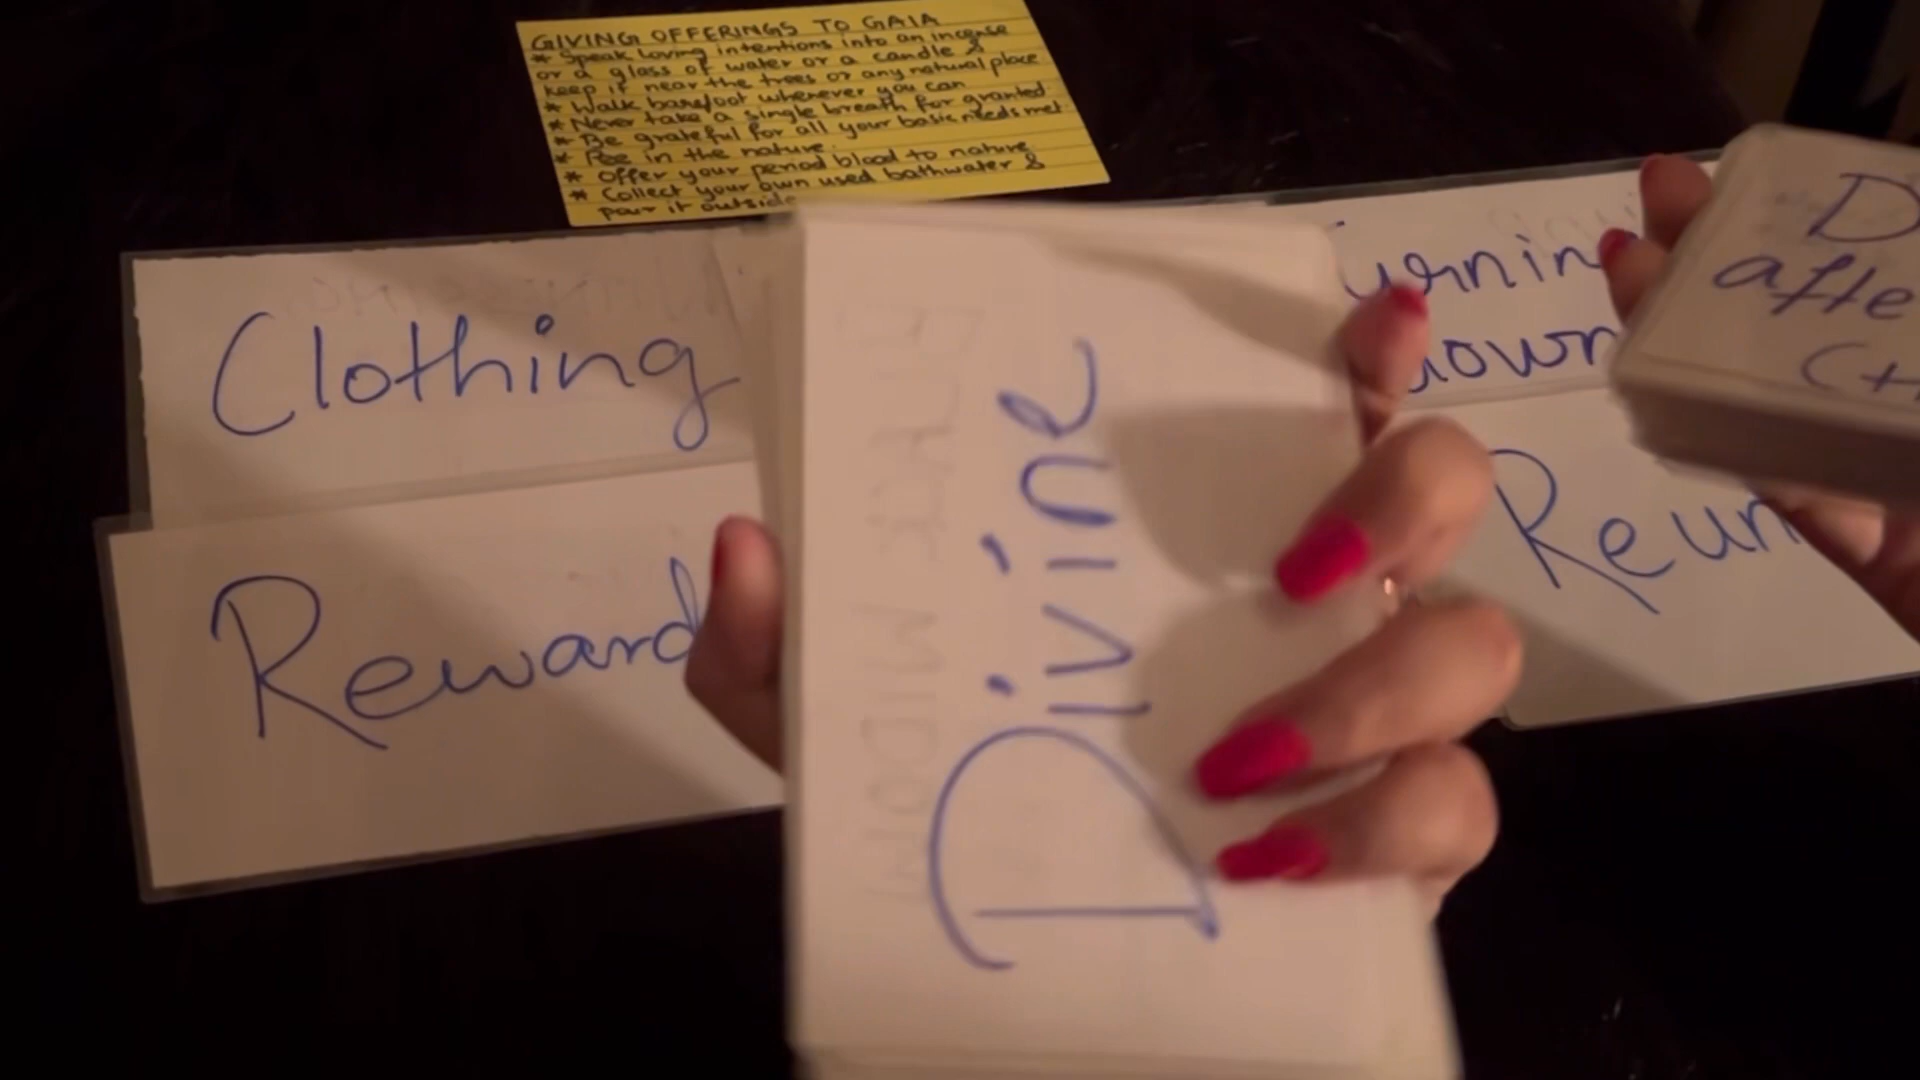 GIVING OFFERINGS TO GAIA
* Speak loving intentions into an incense
or a glass of water or a candle &
keep it near the trees or any natural place
* Walk barefoot wherever you can
* Never take a single breath for granted
* Be grateful for all your basic needs met
* Pee in the nature
* Offer your period blood to nature
* Collect your own used bathwater &
pour it outside
Clothing
Reward
Divine
urnin
down
Reun
D
afte